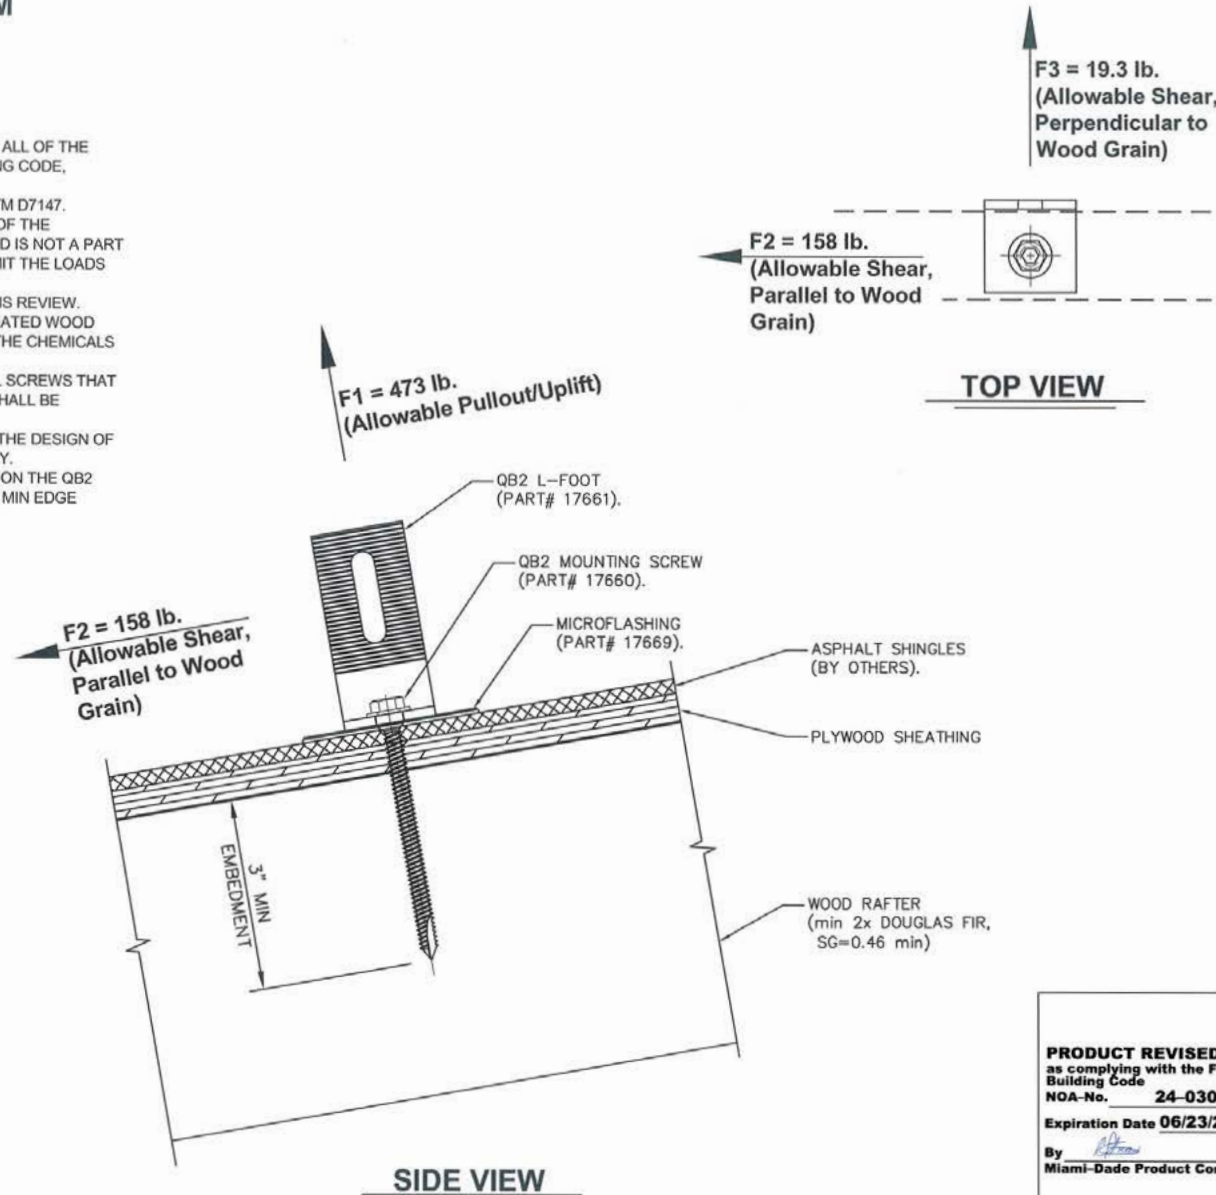 M
ALL OF THE
NG CODE,
TM D7147.
OF THE
D IS NOT A PART
MIT THE LOADS
IS REVIEW.
ATED WOOD
THE CHEMICALS
SCREWS THAT
HALL BE
THE DESIGN OF
Y.
ON THE QB2
MIN EDGE
F3 = 19.3 lb.
(Allowable Shear,
Perpendicular to
Wood Grain)
F2 = 158 lb.
(Allowable Shear,
Parallel to Wood
Grain)
TOP VIEW
F1 = 473 lb.
(Allowable Pullout/Uplift)
QB2 L-FOOT
(PART# 17661).
QB2 MOUNTING SCREW
(PART# 17660).
MICROFLASHING
(PART# 17669).
F2 = 158 lb.
(Allowable Shear,
Parallel to Wood
Grain)
ASPHALT SHINGLES
(BY OTHERS).
PLYWOOD SHEATHING
3" MIN
EMBEDMENT
WOOD RAFTER
(min 2x DOUGLAS FIR,
SG=0.46 min)
SIDE VIEW
PRODUCT REVISED
as complying with the F
Building Code
NOA-No. 24-030
Expiration Date 06/23/2
By
Miami-Dade Product Con